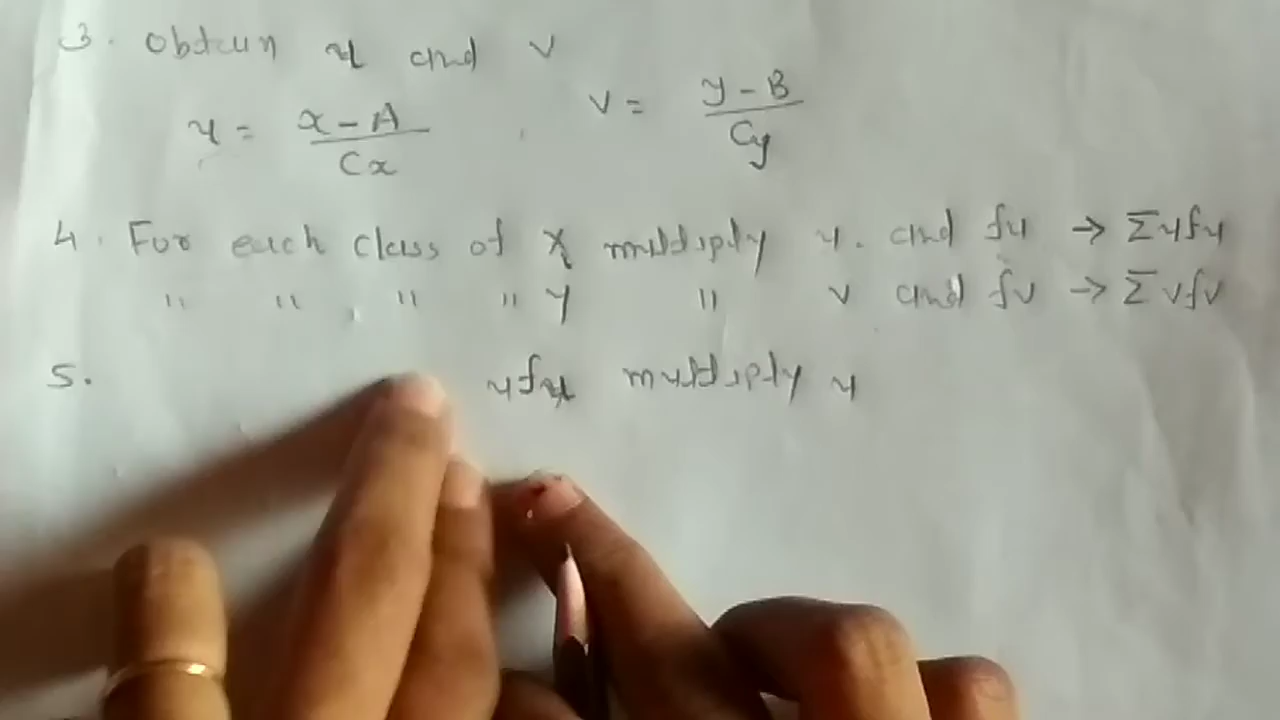 3. obtain u and v
u = x - A / Cx , v = y - B / Cy
4. For each class of X multiply u. and fu → Σufu
" " " " y " v and fv → Σvfv
5. ufu multiply u